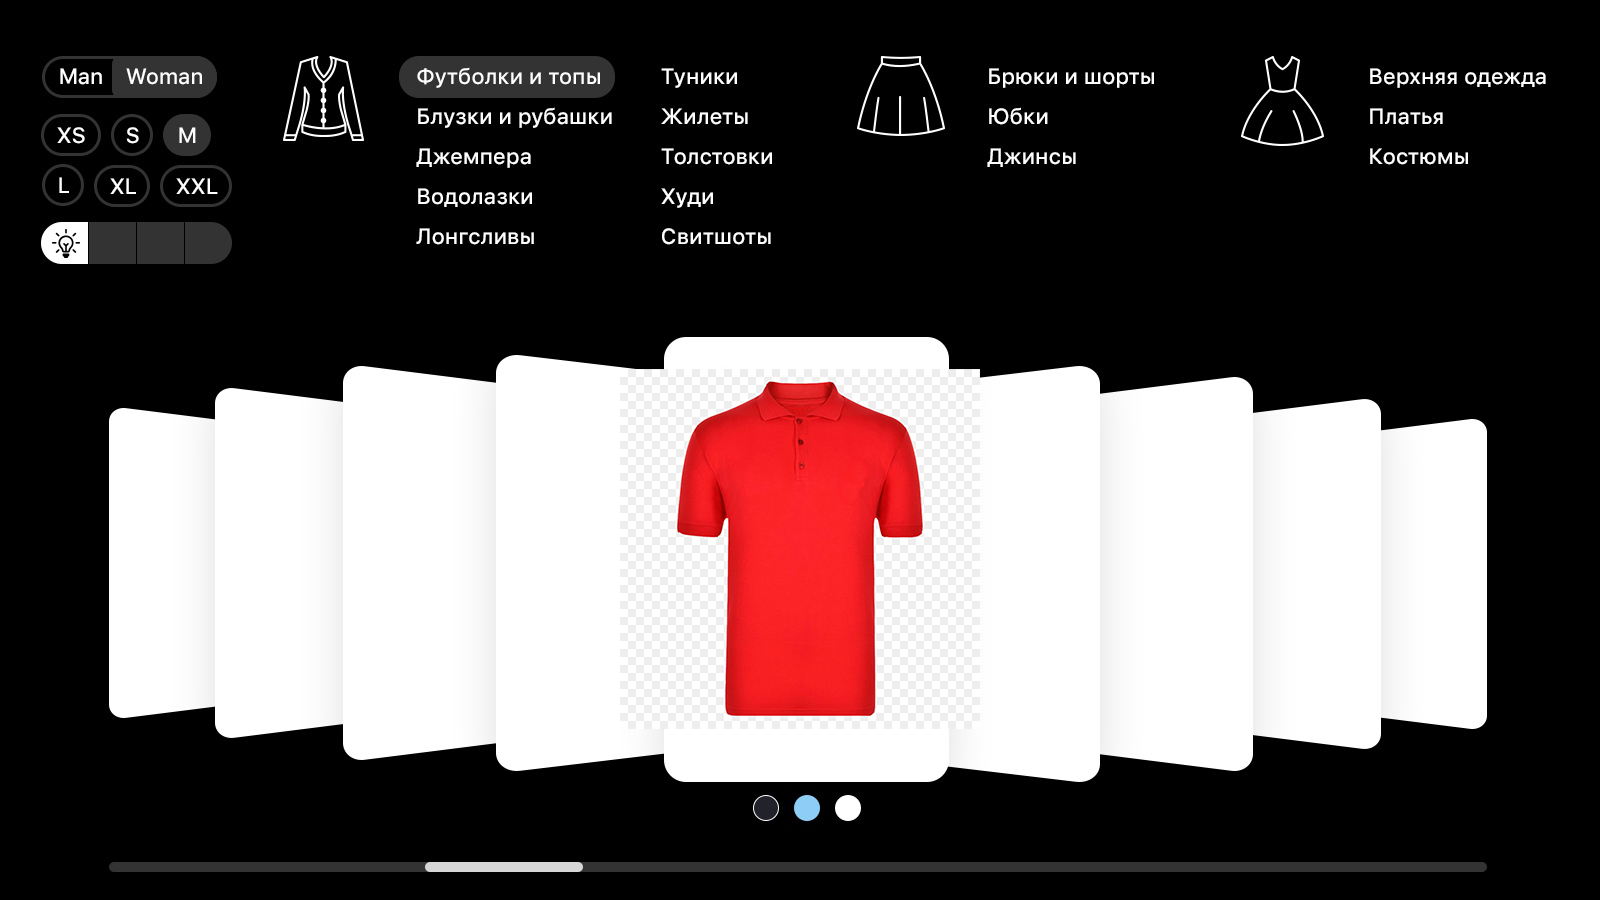 Man Woman
XS S M
L XL XXL
Футболки и топы
Блузки и рубашки
Джемпера
Водолазки
Лонгсливы
Туники
Жилеты
Толстовки
Худи
Свитшоты
Брюки и шорты
Юбки
Джинсы
Верхняя одежда
Платья
Костюмы